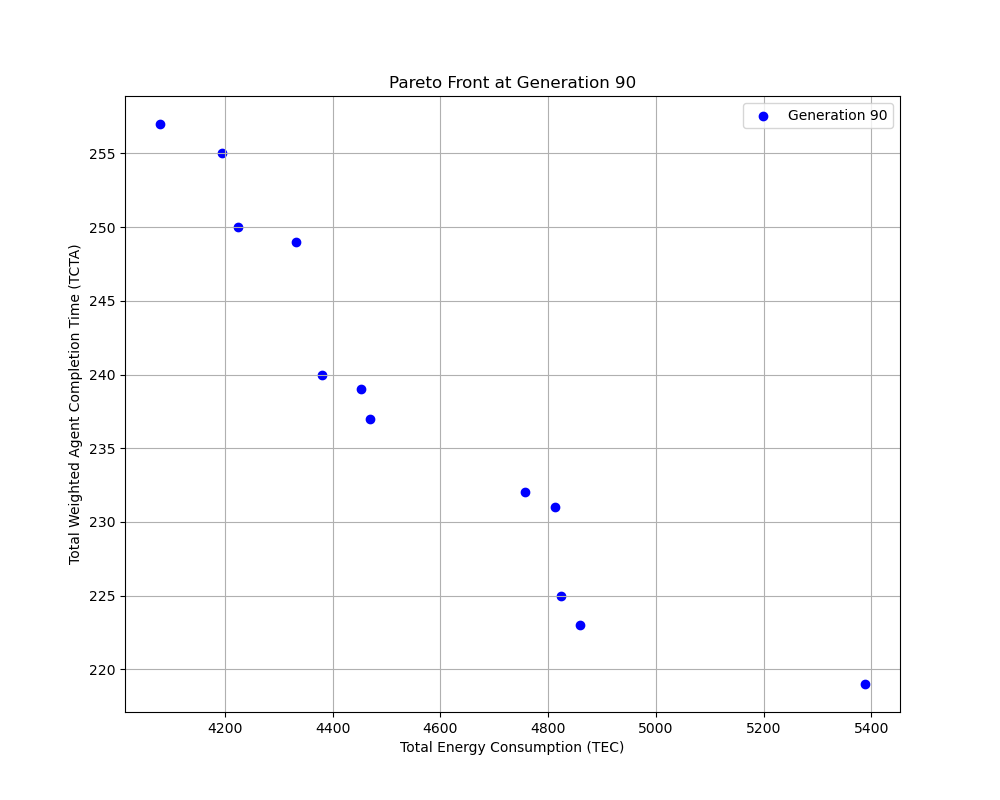 Pareto Front at Generation 90
Generation 90
Total Weighted Agent Completion Time (TCTA)
255
250
245
240
235
230
225
220
4200 4400 4600 4800 5000 5200 5400
Total Energy Consumption (TEC)